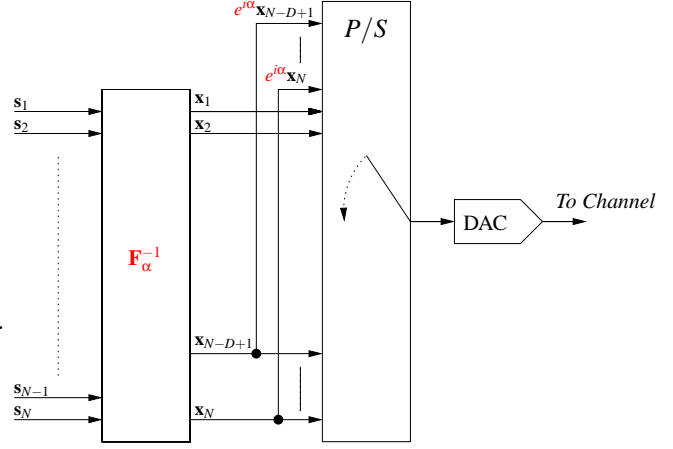 e^{iα}x_{N−D+1}
P/S
e^{iα}x_N
s_1 x_1
s_2 x_2
To Channel
DAC
F_α^{−1}
x_{N−D+1}
s_{N−1}
s_N x_N